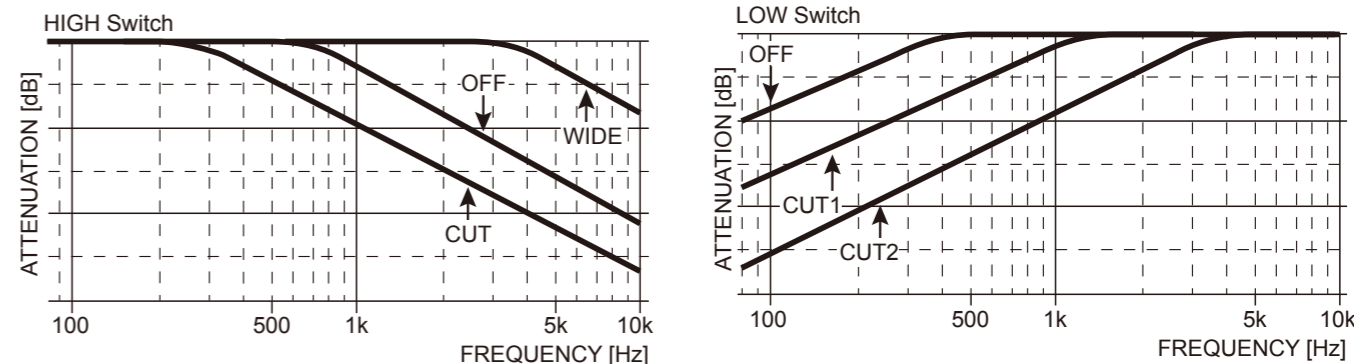 HIGH Switch
ATTENUATION [dB]
OFF
WIDE
CUT
100 500 1k 5k 10k
FREQUENCY [Hz]
LOW Switch
ATTENUATION [dB]
OFF
CUT1
CUT2
100 500 1k 5k 10k
FREQUENCY [Hz]